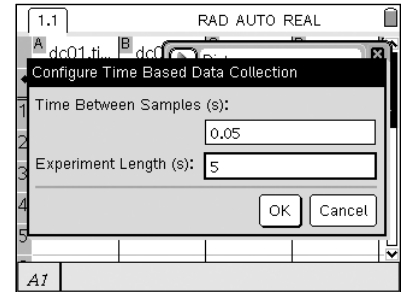 1.1 RAD AUTO REAL
A dc01.ti... B
Configure Time Based Data Collection
Time Between Samples (s):
0.05
Experiment Length (s): 5
OK Cancel
1
2
3
4
5
A1